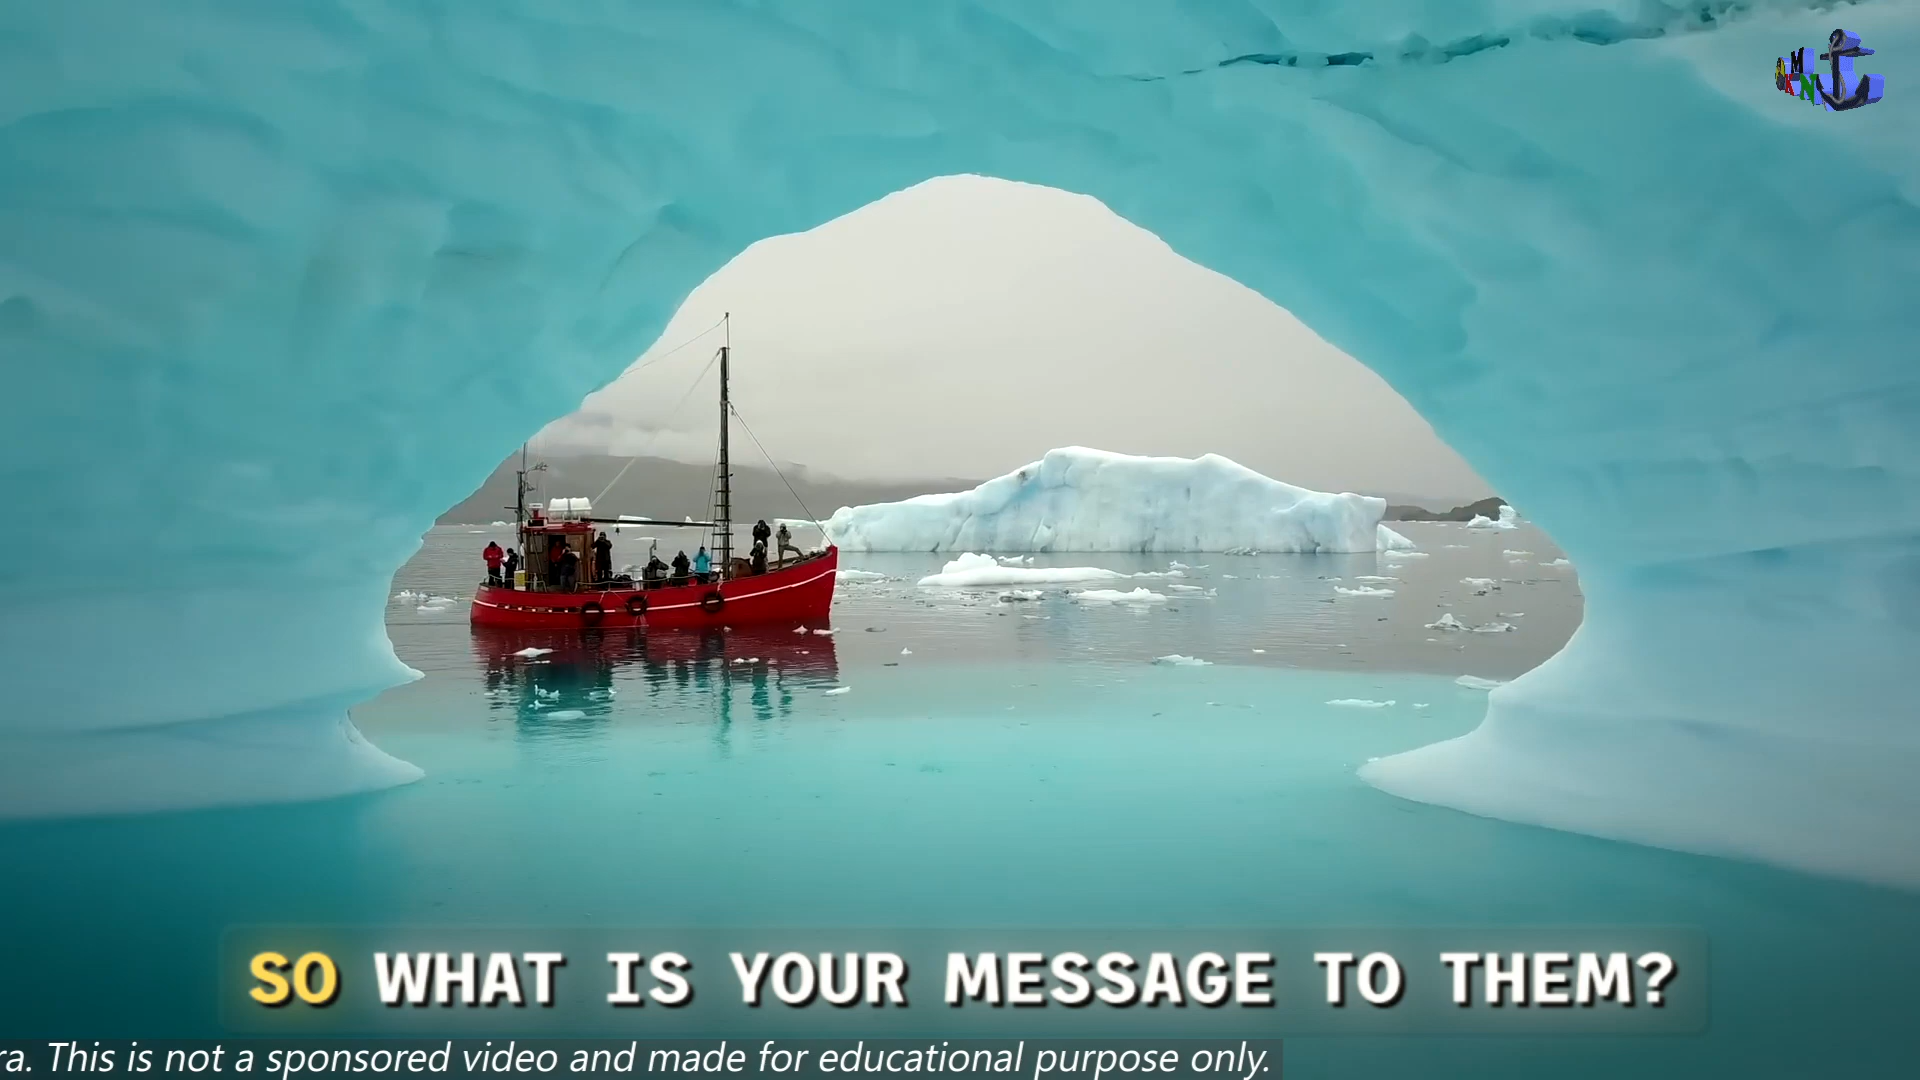 SO WHAT IS YOUR MESSAGE TO THEM?
ra. This is not a sponsored video and made for educational purpose only.